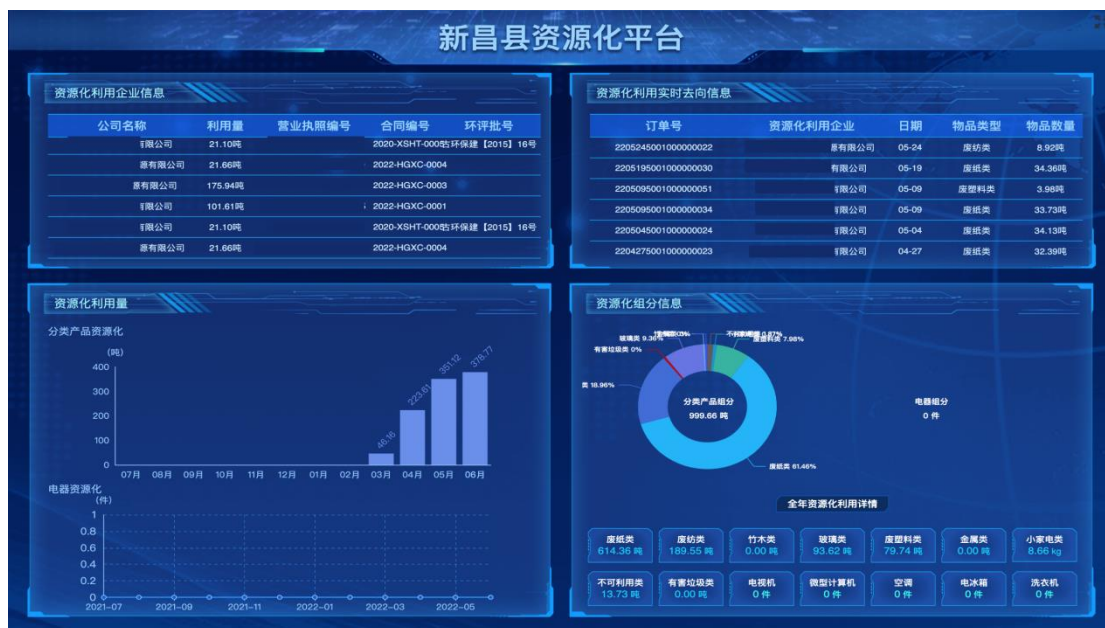 新昌县资源化平台
资源化利用企业信息
公司名称 利用量 营业执照编号 合同编号 环评批号
限公司 21.10吨 2020-XSHT-0005 环保建【2015】16号
源有限公司 21.66吨 2022-HGXC-0004
源有限公司 175.94吨 2022-HGXC-0003
限公司 101.61吨 2022-HGXC-0001
限公司 21.10吨 2020-XSHT-0005 环保建【2015】16号
源有限公司 21.66吨 2022-HGXC-0004
资源化利用实时去向信息
订单号 资源化利用企业 日期 物品类型 物品数量
2205245001000000022 有限公司 05-24 废纺类 8.92吨
2205195001000000030 有限公司 05-19 废纸类 34.36吨
2205095001000000051 限公司 05-09 废塑料类 3.98吨
2205095001000000034 限公司 05-09 废纸类 33.73吨
2205045001000000024 有限公司 05-04 废纸类 34.13吨
2204275001000000023 限公司 04-27 废纸类 32.39吨
资源化利用量
分类产品资源化
(吨)
400
300
200
100
0
46.16 223.61 351.12 378.77
07月 08月 09月 10月 11月 12月 01月 02月 03月 04月 05月 06月
电器资源化
(件)
1
0.8
0.6
0.4
0.2
0
2021-07 2021-09 2021-11 2022-01 2022-03 2022-05
资源化组分信息
玻璃类 9.36%
废塑料类 7.98%
有害垃圾类 0%
类 18.96%
分类产品组分
999.66 吨
废纸类 61.46%
电器组分
0 件
全年资源化利用详情
废纸类 废纺类 竹木类 玻璃类 废塑料类 金属类 小家电类
614.36 吨 189.55 吨 0.00 吨 93.62 吨 79.74 吨 0.00 吨 8.66 kg
不可利用类 有害垃圾类 电视机 微型计算机 空调 电冰箱 洗衣机
13.73 吨 0.00 吨 0 件 0 件 0 件 0 件 0 件